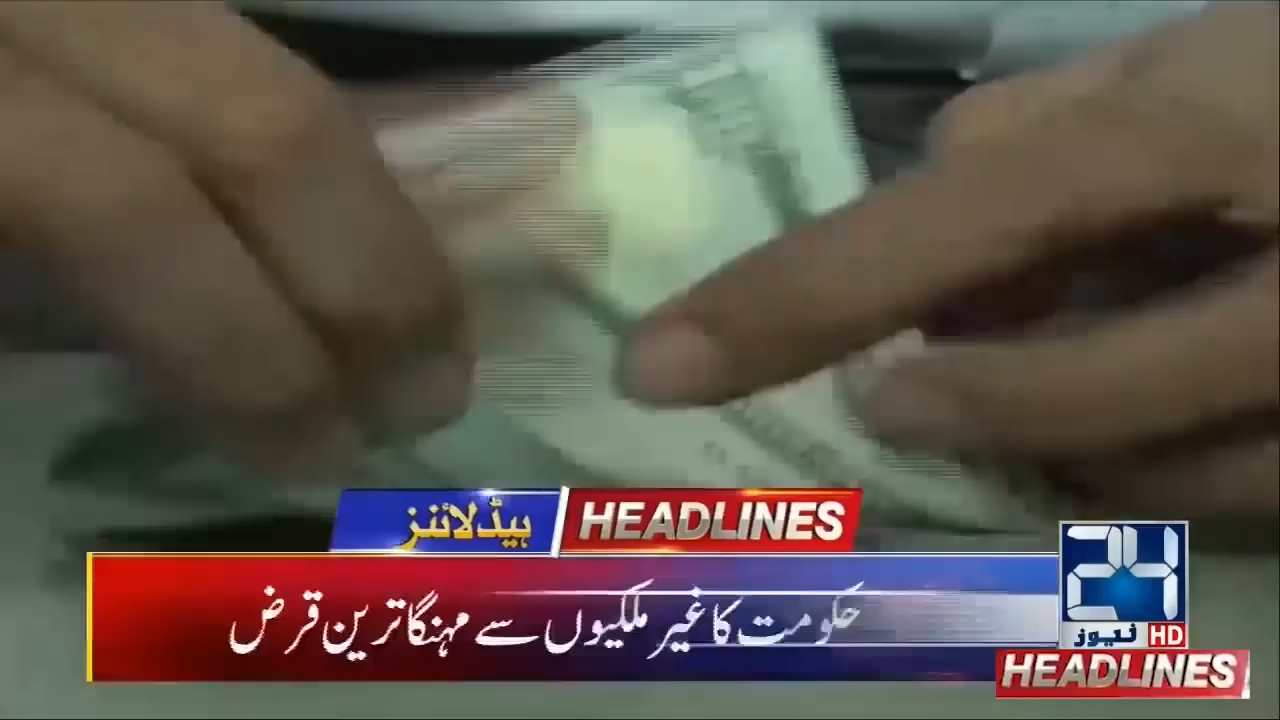 ہیڈلائنز HEADLINES
حکومت کا غیر ملکیوں سے مہنگا ترین قرض
24
نیوز HD
HEADLINES